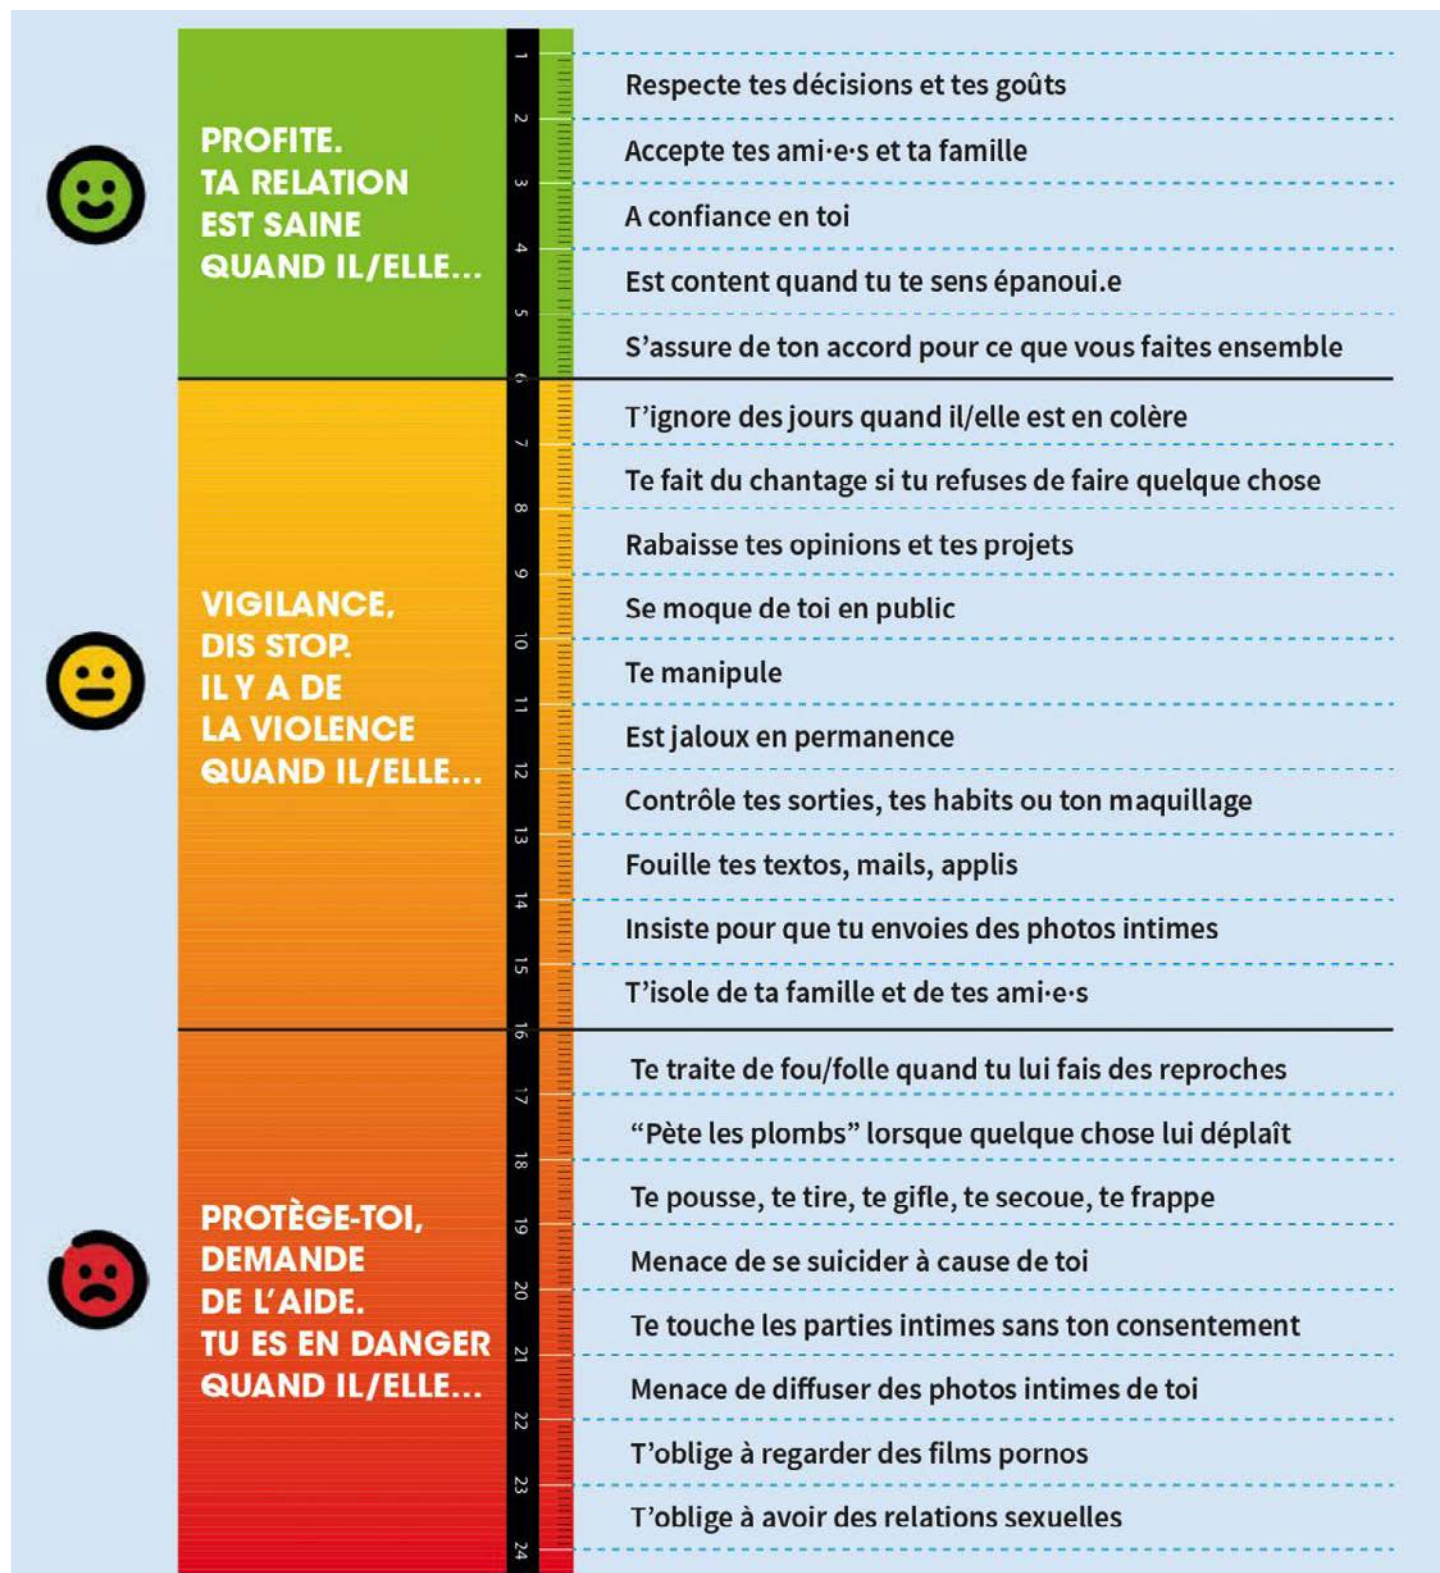 PROFITE.
TA RELATION
EST SAINE
QUAND IL/ELLE...
1
Respecte tes décisions et tes goûts
2
Accepte tes ami·e·s et ta famille
3
A confiance en toi
4
Est content quand tu te sens épanoui.e
5
S’assure de ton accord pour ce que vous faites ensemble
6
VIGILANCE,
DIS STOP.
IL Y A DE
LA VIOLENCE
QUAND IL/ELLE...
T’ignore des jours quand il/elle est en colère
7
Te fait du chantage si tu refuses de faire quelque chose
8
Rabaisse tes opinions et tes projets
9
Se moque de toi en public
10
Te manipule
11
Est jaloux en permanence
12
Contrôle tes sorties, tes habits ou ton maquillage
13
Fouille tes textos, mails, applis
14
Insiste pour que tu envoies des photos intimes
15
T’isole de ta famille et de tes ami·e·s
16
PROTÈGE-TOI,
DEMANDE
DE L’AIDE.
TU ES EN DANGER
QUAND IL/ELLE...
Te traite de fou/folle quand tu lui fais des reproches
17
“Pète les plombs” lorsque quelque chose lui déplaît
18
Te pousse, te tire, te gifle, te secoue, te frappe
19
Menace de se suicider à cause de toi
20
Te touche les parties intimes sans ton consentement
21
Menace de diffuser des photos intimes de toi
22
T’oblige à regarder des films pornos
23
T’oblige à avoir des relations sexuelles
24